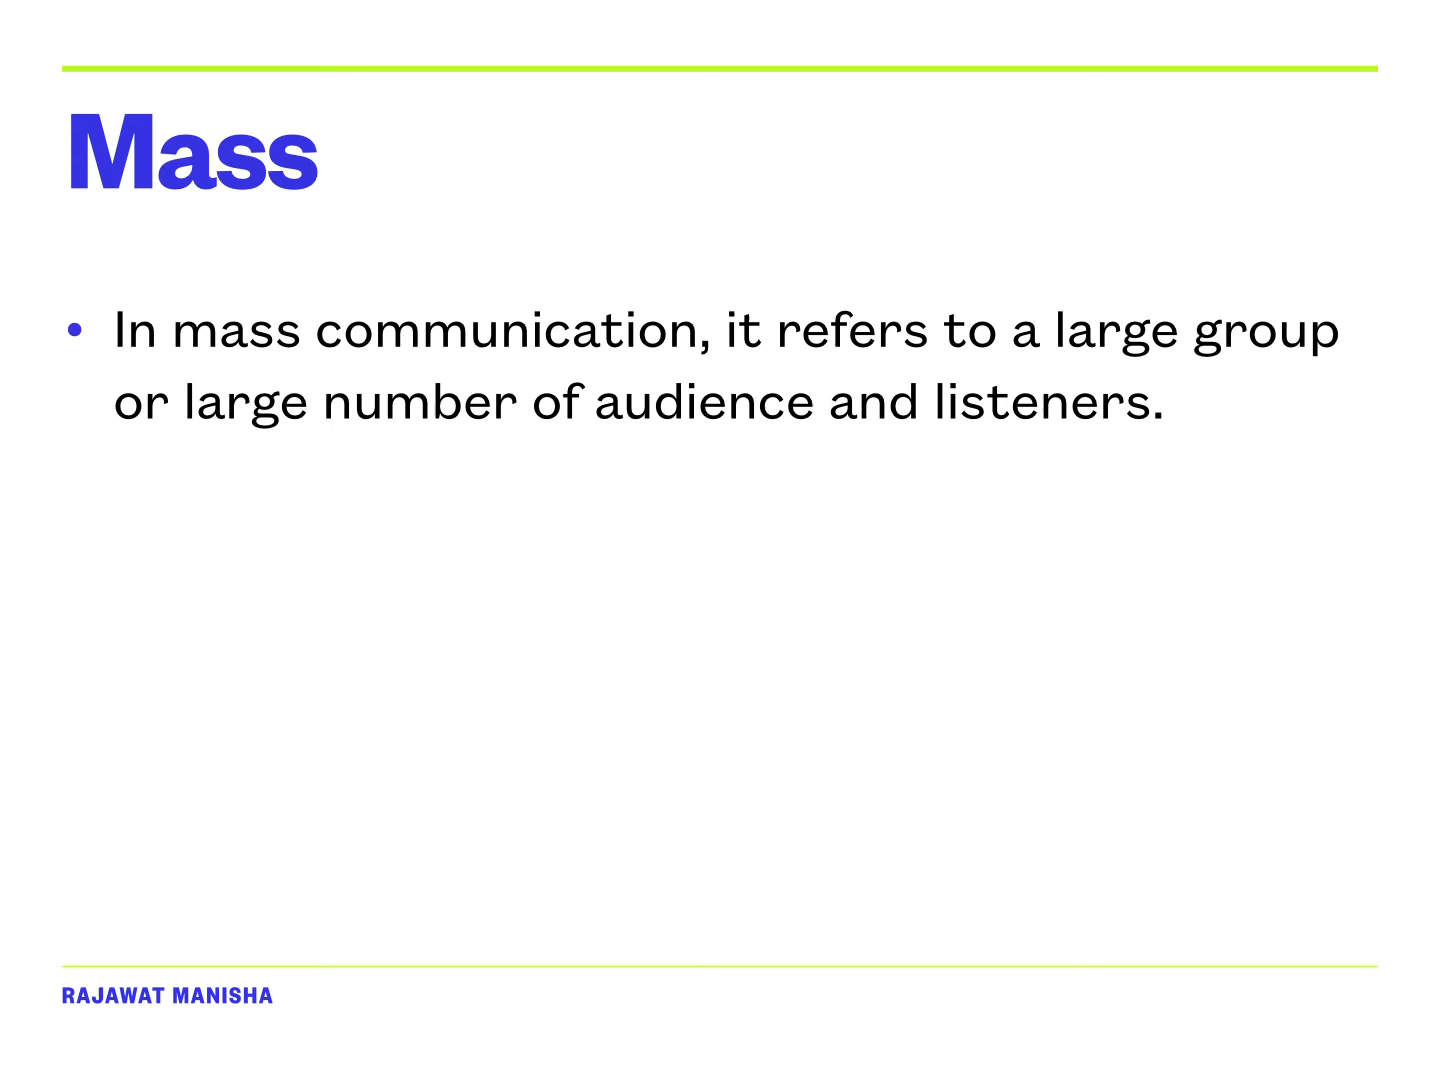 Mass
• In mass communication, it refers to a large group
or large number of audience and listeners.
RAJAWAT MANISHA